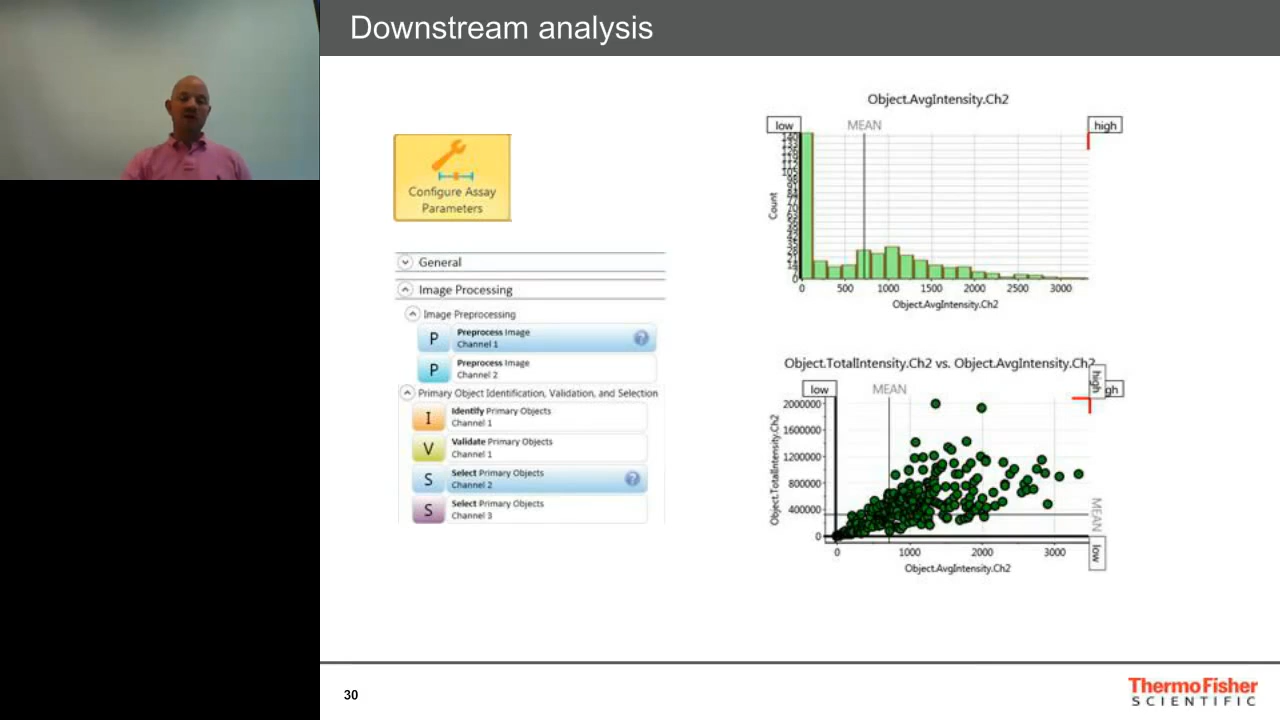 Downstream analysis
Configure Assay
Parameters
General
Image Processing
Image Preprocessing
P
Preprocess Image
Channel 1
?
P
Preprocess Image
Channel 2
Primary Object Identification, Validation, and Selection
I
Identify Primary Objects
Channel 1
V
Validate Primary Objects
Channel 1
S
Select Primary Objects
Channel 2
?
S
Select Primary Objects
Channel 3
Object.AvgIntensity.Ch2
low
MEAN
high
Count
0 500 1000 1500 2000 2500 3000
Object.AvgIntensity.Ch2
Object.TotalIntensity.Ch2 vs. Object.AvgIntensity.Ch2
low
MEAN
high
gh
Object.TotalIntensity.Ch2
2000000
1600000
1200000
800000
400000
0
MEAN
low
0 1000 2000 3000
Object.AvgIntensity.Ch2
30
ThermoFisher
SCIENTIFIC